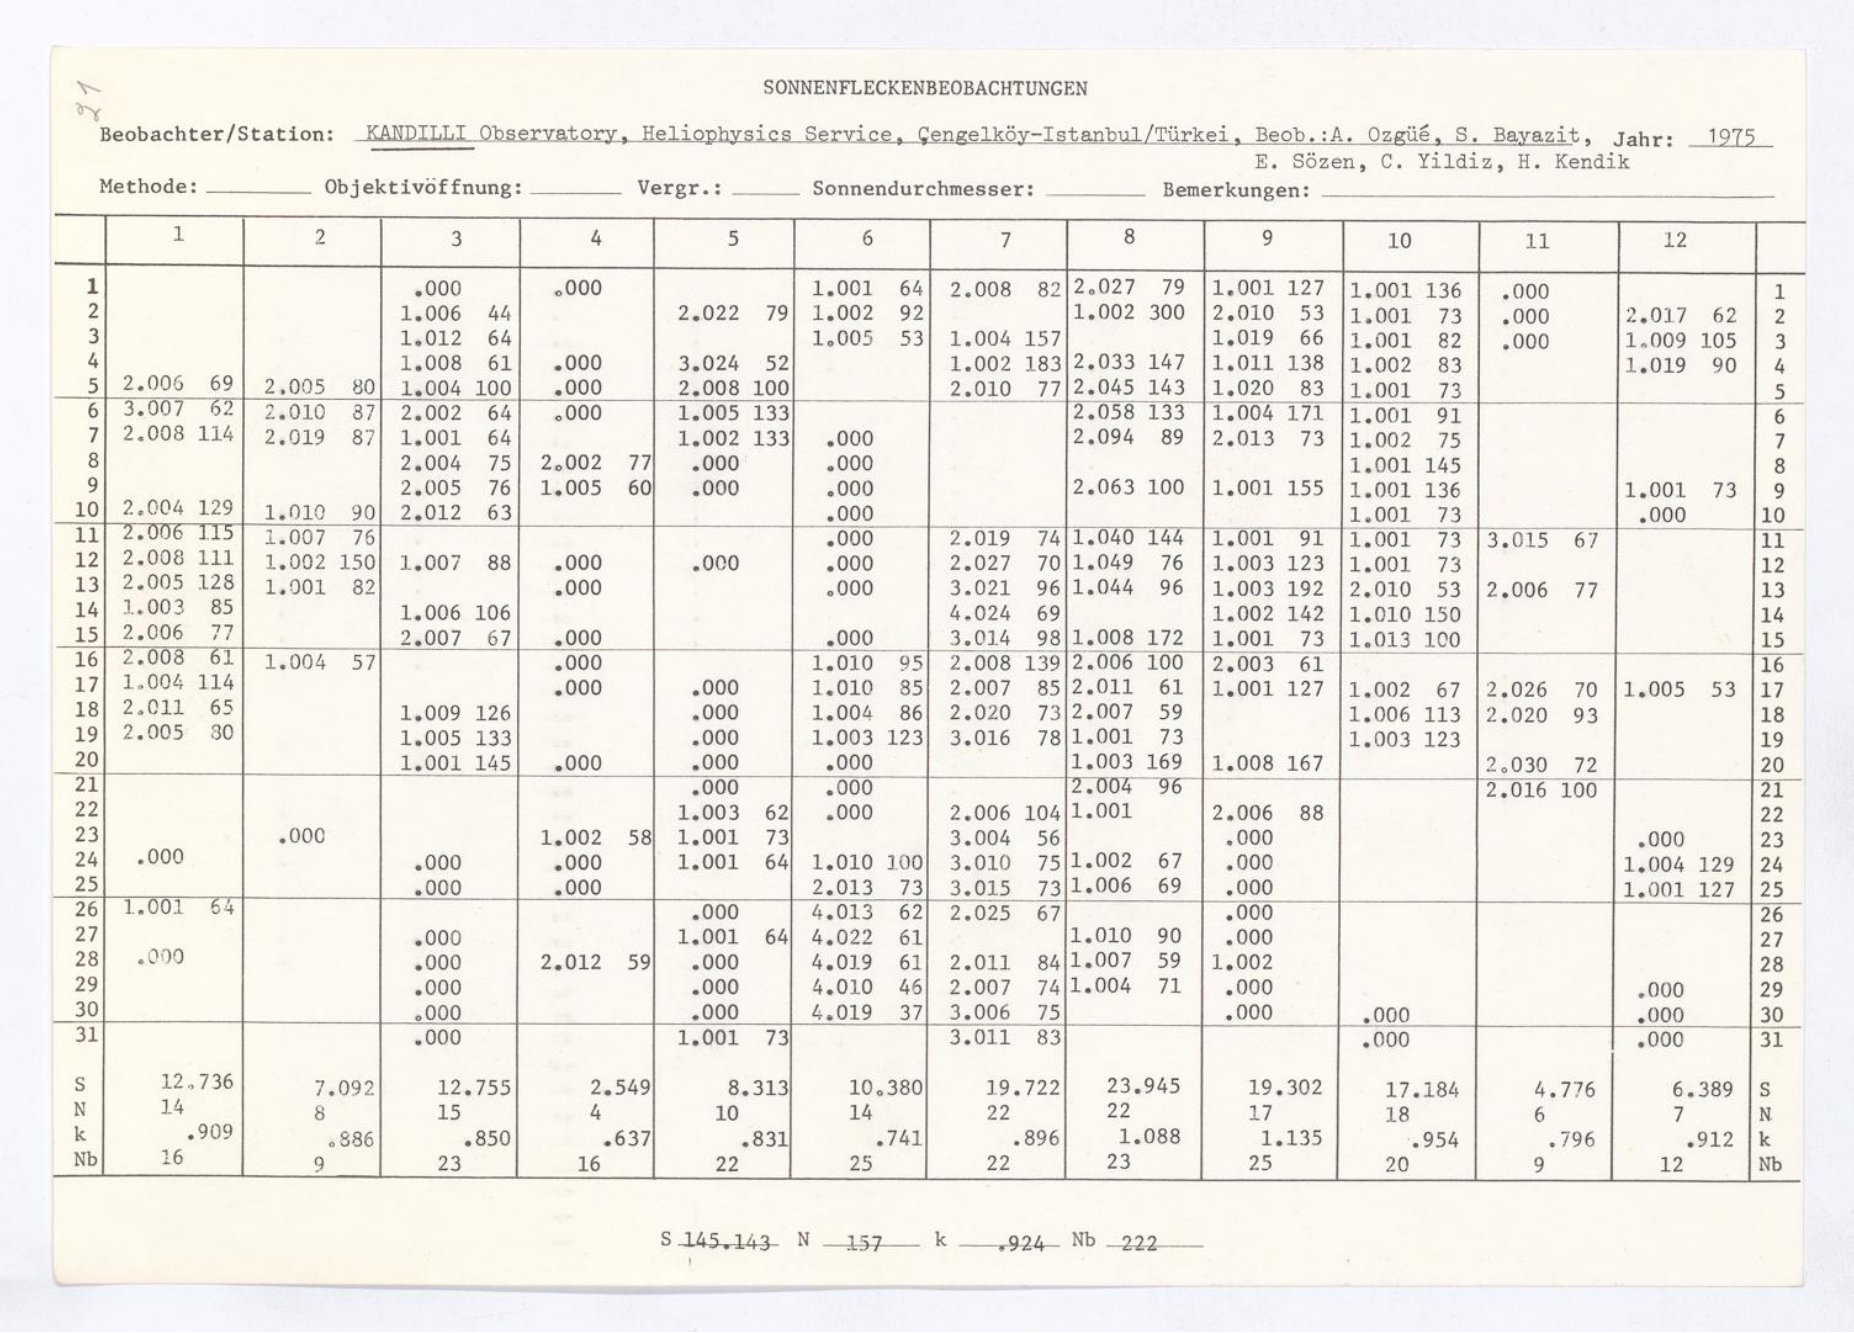 21
SONNENFLECKENBEOBACHTUNGEN
Beobachter/Station: KANDILLI Observatory, Heliophysics Service, Çengelköy-Istanbul/Türkei, Beob.:A. Ozgüé, S. Bayazit, Jahr: 1975
E. Sözen, C. Yildiz, H. Kendik
Methode: Objektivöffnung: Vergr.: Sonnendurchmesser: Bemerkungen:
1 2 3 4 5 6 7 8 9 10 11 12
1 .000 .000 1.001 64 2.008 82 2.027 79 1.001 127 1.001 136 .000 1
2 1.006 44 2.022 79 1.002 92 1.002 300 2.010 53 1.001 73 .000 2.017 62 2
3 1.012 64 1.005 53 1.004 157 1.019 66 1.001 82 .000 1.009 105 3
4 1.008 61 .000 3.024 52 1.002 183 2.033 147 1.011 138 1.002 83 1.019 90 4
5 2.006 69 2.005 80 1.004 100 .000 2.008 100 2.010 77 2.045 143 1.020 83 1.001 73 5
6 3.007 62 2.010 87 2.002 64 .000 1.005 133 2.058 133 1.004 171 1.001 91 6
7 2.008 114 2.019 87 1.001 64 1.002 133 .000 2.094 89 2.013 73 1.002 75 7
8 2.004 75 2.002 77 .000 .000 1.001 145 8
9 2.005 76 1.005 60 .000 .000 2.063 100 1.001 155 1.001 136 1.001 73 9
10 2.004 129 1.010 90 2.012 63 .000 1.001 73 .000 10
11 2.006 115 1.007 76 .000 2.019 74 1.040 144 1.001 91 1.001 73 3.015 67 11
12 2.008 111 1.002 150 1.007 88 .000 .000 .000 2.027 70 1.049 76 1.003 123 1.001 73 12
13 2.005 128 1.001 82 .000 .000 3.021 96 1.044 96 1.003 192 2.010 53 2.006 77 13
14 1.003 85 1.006 106 4.024 69 1.002 142 1.010 150 14
15 2.006 77 2.007 67 .000 .000 3.014 98 1.008 172 1.001 73 1.013 100 15
16 2.008 61 1.004 57 .000 1.010 95 2.008 139 2.006 100 2.003 61 16
17 1.004 114 .000 .000 1.010 85 2.007 85 2.011 61 1.001 127 1.002 67 2.026 70 1.005 53 17
18 2.011 65 1.009 126 .000 1.004 86 2.020 73 2.007 59 1.006 113 2.020 93 18
19 2.005 80 1.005 133 .000 1.003 123 3.016 78 1.001 73 1.003 123 19
20 1.001 145 .000 .000 .000 1.003 169 1.008 167 2.030 72 20
21 .000 .000 2.004 96 2.016 100 21
22 1.003 62 .000 2.006 104 1.001 2.006 88 22
23 .000 1.002 58 1.001 73 3.004 56 .000 .000 23
24 .000 .000 .000 1.001 64 1.010 100 3.010 75 1.002 67 .000 1.004 129 24
25 .000 .000 2.013 73 3.015 73 1.006 69 .000 1.001 127 25
26 1.001 64 .000 4.013 62 2.025 67 .000 26
27 .000 1.001 64 4.022 61 1.010 90 .000 27
28 .000 .000 2.012 59 .000 4.019 61 2.011 84 1.007 59 1.002 28
29 .000 .000 4.010 46 2.007 74 1.004 71 .000 .000 29
30 .000 .000 4.019 37 3.006 75 .000 .000 .000 30
31 .000 1.001 73 3.011 83 .000 .000 31
S 12.736 7.092 12.755 2.549 8.313 10.380 19.722 23.945 19.302 17.184 4.776 6.389 S
N 14 8 15 4 10 14 22 22 17 18 6 7 N
k .909 .886 .850 .637 .831 .741 .896 1.088 1.135 .954 .796 .912 k
Nb 16 9 23 16 22 25 22 23 25 20 9 12 Nb
S 145.143 N 157 k .924 Nb 222